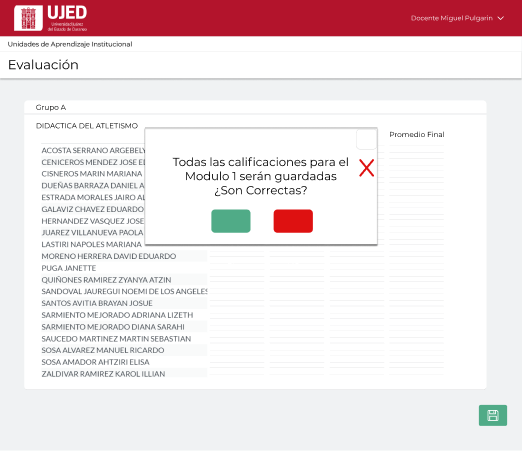 UJED
Universidad Juárez
del Estado de Durango
Docente Miguel Pulgarin
Unidades de Aprendizaje Institucional
Evaluación
Grupo A
DIDACTICA DEL ATLETISMO
Promedio Final
Todas las calificaciones para el
Modulo 1 serán guardadas
¿Son Correctas?
X
ACOSTA SERRANO ARGEBELY
CENICEROS MENDEZ JOSE
CISNEROS MARIN MARIANA
DUEÑAS BARRAZA DANIEL A
ESTRADA MORALES JAIRO AL
GALAVIZ CHAVEZ EDUARDO
HERNANDEZ VASQUEZ JOSE
JUAREZ VILLANUEVA PAOLA
LASTIRI NAPOLES MARIANA
MORENO HERRERA DAVID EDUARDO
PUGA JANETTE
QUIÑONES RAMIREZ ZYANYA ATZIN
SANDOVAL JAUREGUI NOEMI DE LOS ANGELES
SANTOS AVITIA BRAYAN JOSUE
SARMIENTO MEJORADO ADRIANA LIZETH
SARMIENTO MEJORADO DIANA SARAHI
SAUCEDO MARTINEZ MARTIN SEBASTIAN
SOSA ALVAREZ MANUEL RICARDO
SOSA AMADOR AHTZIRI ELISA
ZALDIVAR RAMIREZ KAROL ILLIAN